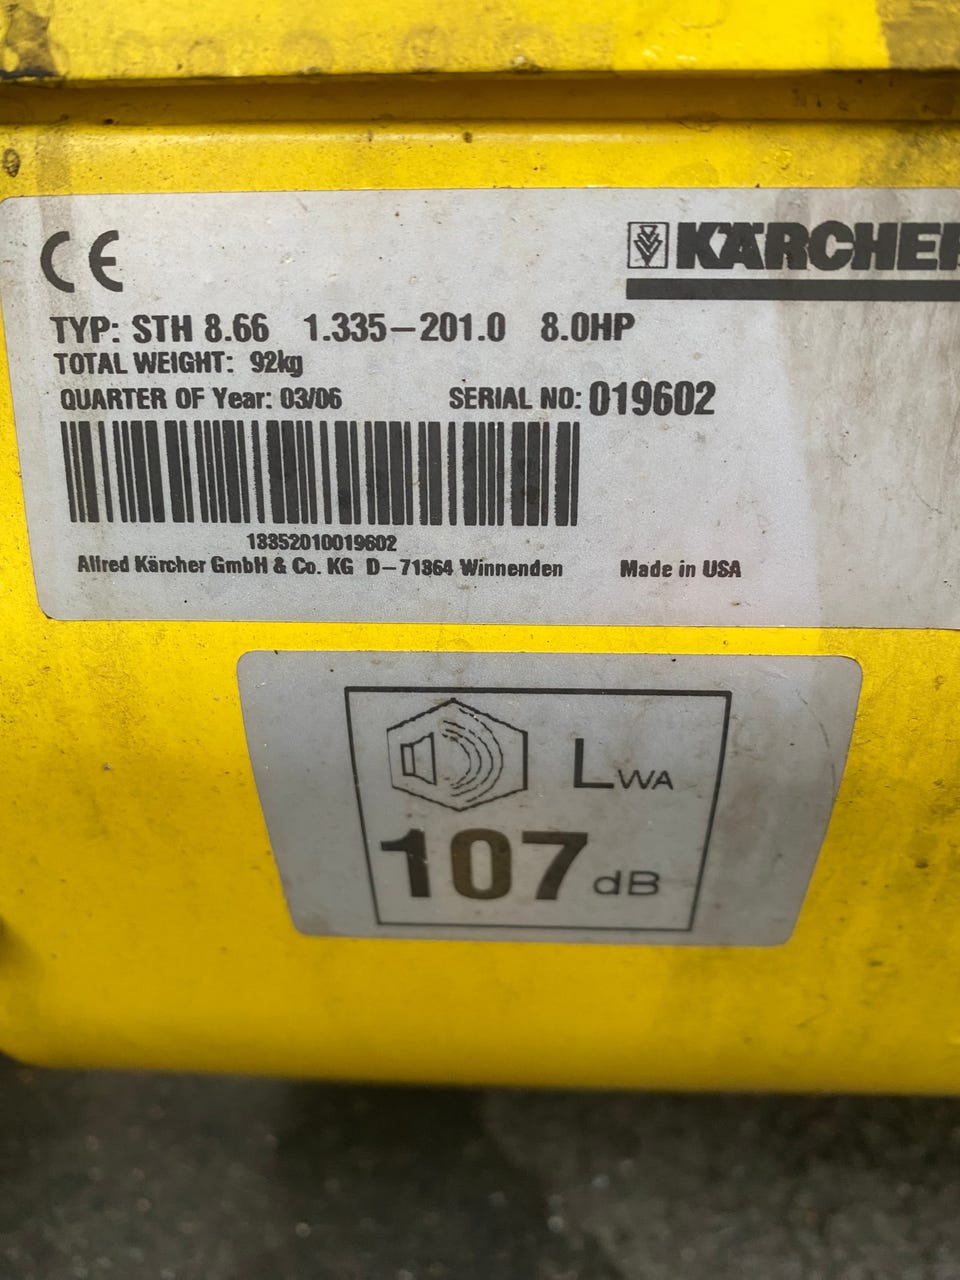 CE
KÄRCHER
TYP: STH 8.66 1.335-201.0 8.0HP
TOTAL WEIGHT: 92kg
QUARTER OF Year: 03/06 SERIAL NO: 019602
13352010019602
Allred Kärcher GmbH & Co. KG D-71364 Winnenden Made in USA
LWA
107 dB